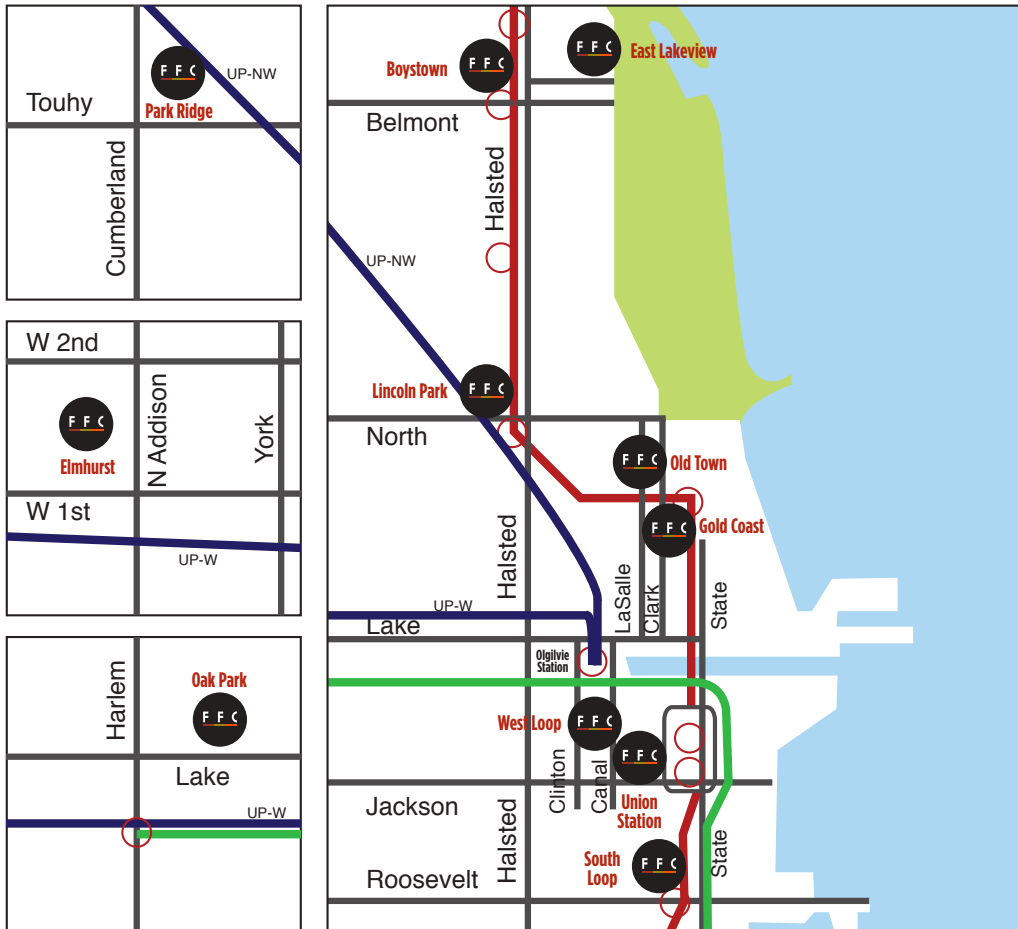 FFC
Park Ridge
UP-NW
Touhy
Cumberland
W 2nd
FFC
Elmhurst
N Addison
York
W 1st
UP-W
Harlem
Oak Park
FFC
Lake
UP-W
FFC
Boystown
FFC
East Lakeview
Belmont
Halsted
UP-NW
Lincoln Park
FFC
North
FFC
Old Town
FFC
Gold Coast
Halsted
LaSalle
Clark
State
UP-W
Lake
Olgilvie
Station
West Loop
FFC
Clinton
Canal
FFC
Union
Station
Jackson
Halsted
South
Loop
FFC
State
Roosevelt